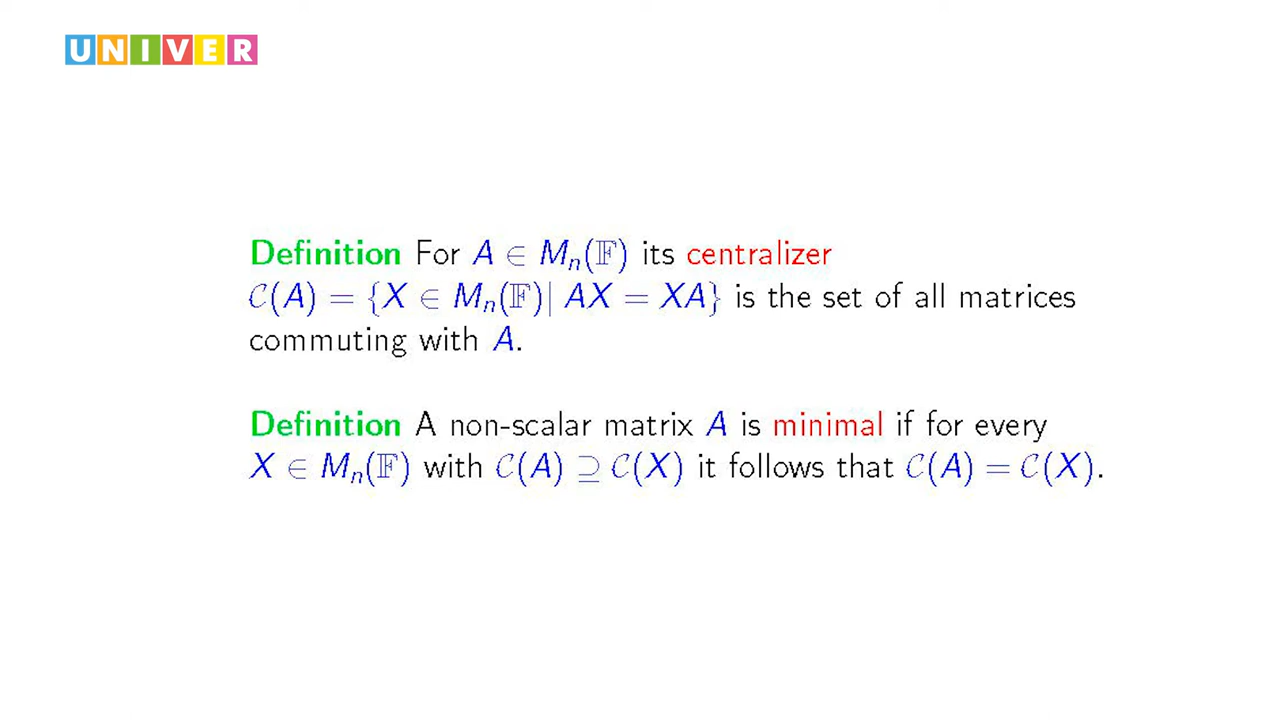 UNIVER
Definition For A ∈ Mₙ(𝔽) its centralizer
𝒞(A) = {X ∈ Mₙ(𝔽)| AX = XA} is the set of all matrices
commuting with A.
Definition A non-scalar matrix A is minimal if for every
X ∈ Mₙ(𝔽) with 𝒞(A) ⊇ 𝒞(X) it follows that 𝒞(A) = 𝒞(X).